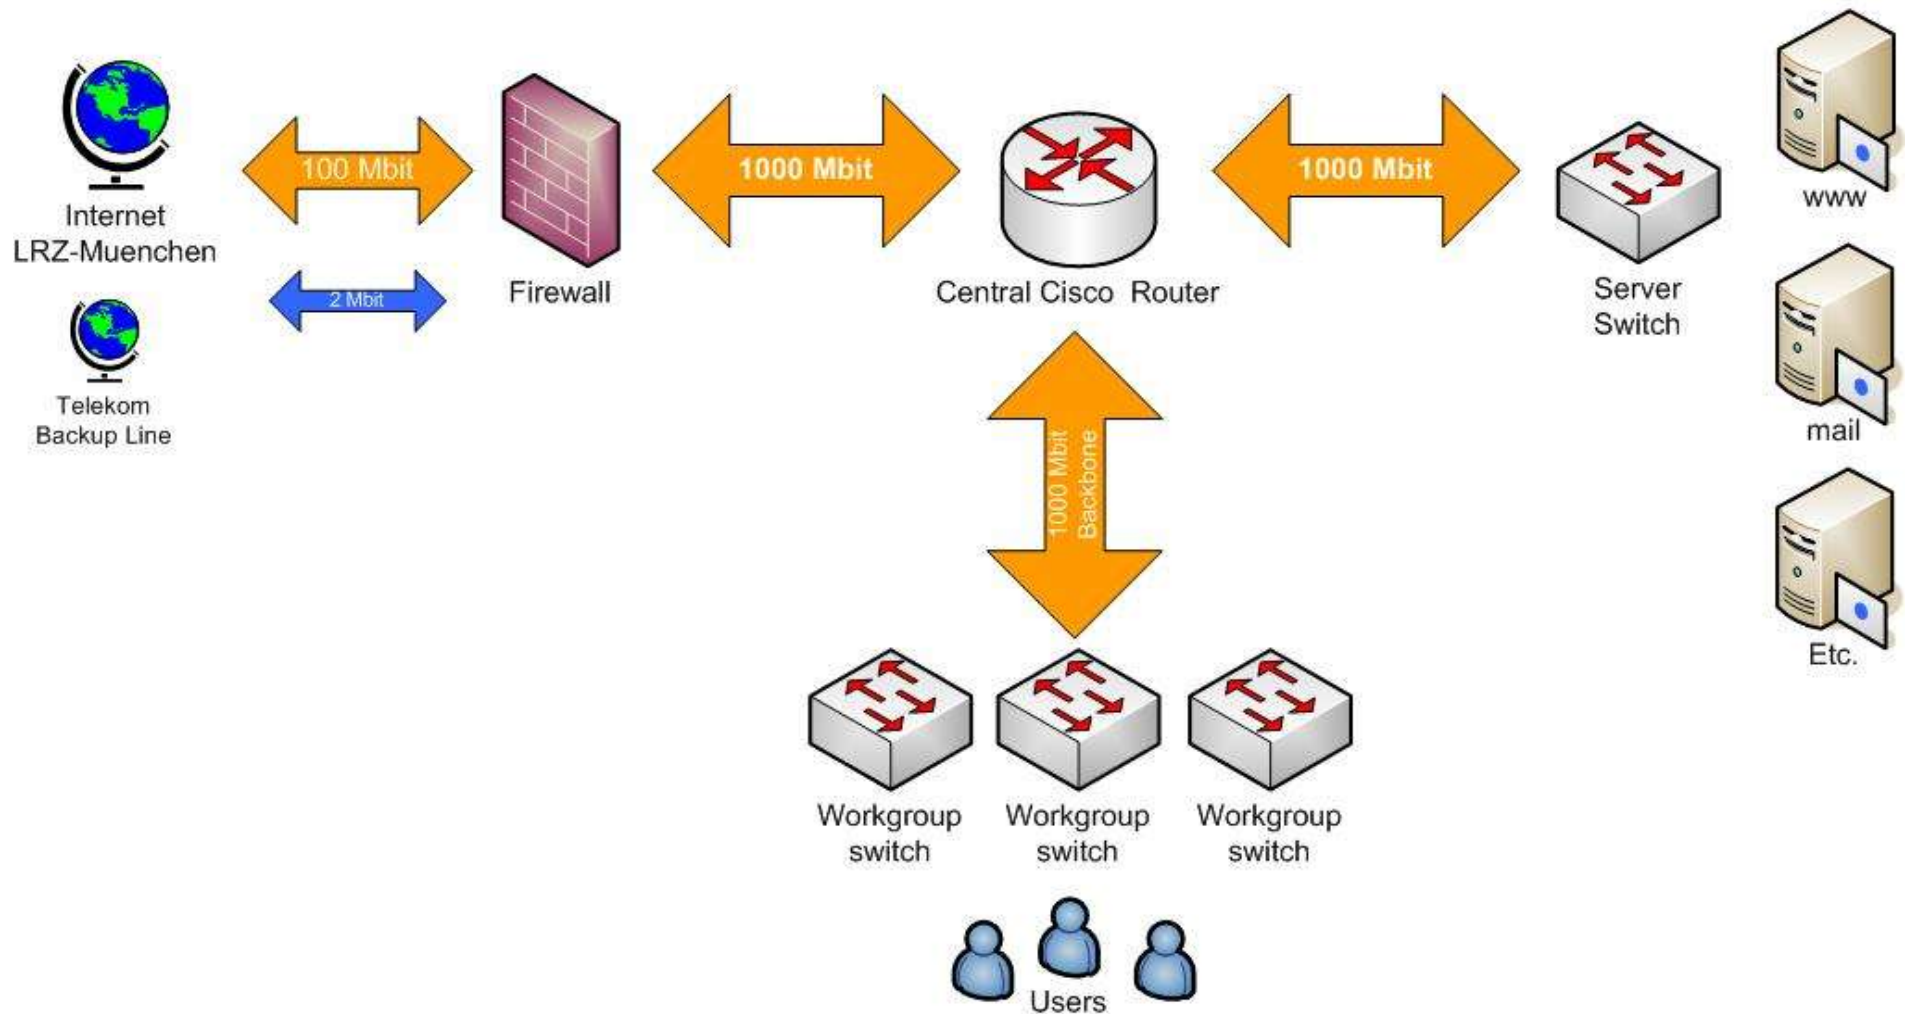 Internet
LRZ-Muenchen
100 Mbit
2 Mbit
Telekom
Backup Line
Firewall
1000 Mbit
Central Cisco Router
1000 Mbit
Server
Switch
www
mail
Etc.
1000 Mbit
Backbone
Workgroup
switch
Workgroup
switch
Workgroup
switch
Users